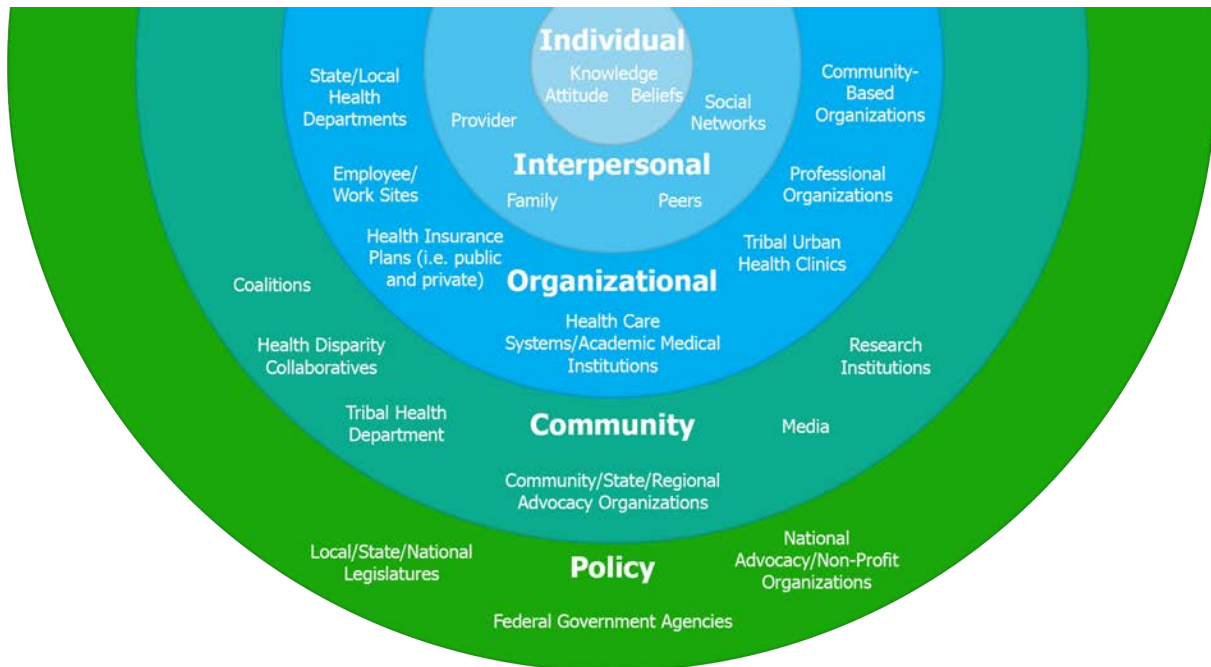 Individual
Knowledge
Attitude Beliefs
Provider
Social
Networks
Interpersonal
Family
Peers
State/Local
Health
Departments
Community-
Based
Organizations
Employee/
Work Sites
Professional
Organizations
Health Insurance
Plans (i.e. public
and private)
Tribal Urban
Health Clinics
Organizational
Health Care
Systems/Academic Medical
Institutions
Coalitions
Health Disparity
Collaboratives
Research
Institutions
Tribal Health
Department
Community
Media
Community/State/Regional
Advocacy Organizations
Local/State/National
Legislatures
Policy
National
Advocacy/Non-Profit
Organizations
Federal Government Agencies